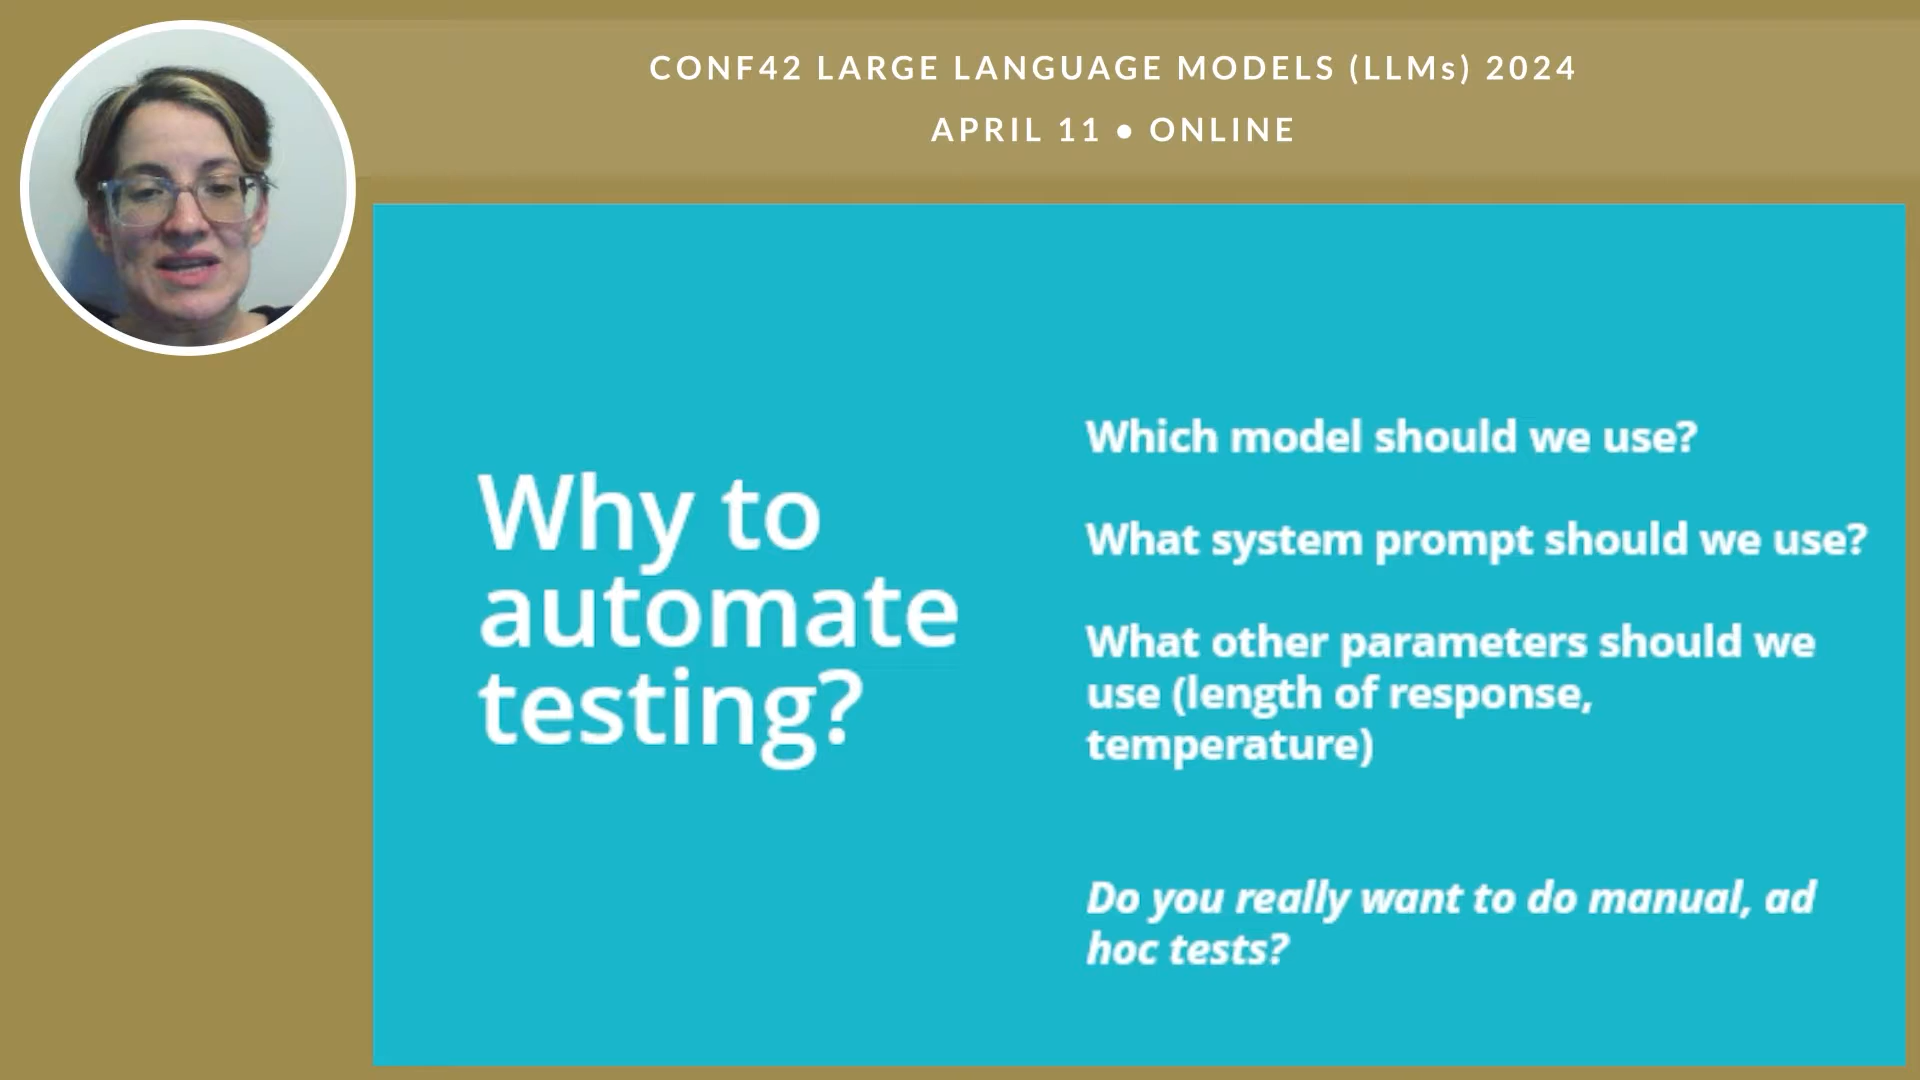 CONF42 LARGE LANGUAGE MODELS (LLMs) 2024
APRIL 11 ● ONLINE
Why to
automate
testing?
Which model should we use?
What system prompt should we use?
What other parameters should we
use (length of response,
temperature)
Do you really want to do manual, ad
hoc tests?